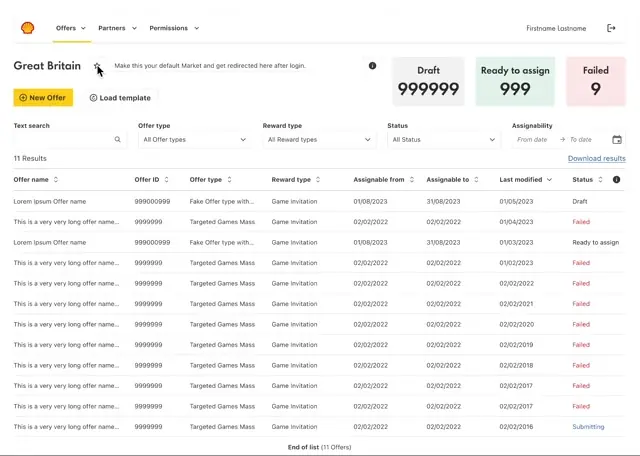 Offers Partners Permissions Firstname Lastname
Great Britain Make this your default Market and get redirected here after login.
Draft
999999
Ready to assign
999
Failed
9
New Offer Load template
Text search Offer type Reward type Status Assignability
All Offer types All Reward types All Status From date To date
11 Results Download results
Offer name Offer ID Offer type Reward type Assignable from Assignable to Last modified Status
Lorem Ipsum Offer name 999000999 Fake Offer type with... Game Invitation 01/08/2023 31/08/2023 01/05/2023 Draft
This is a very very long offer name... 9999999 Targeted Games Mass Game Invitation 02/02/2022 02/02/2022 01/04/2023 Failed
Lorem Ipsum Offer name 999000999 Fake Offer type with... Game Invitation 01/08/2023 31/08/2023 01/03/2023 Ready to assign
This is a very very long offer name... 9999999 Targeted Games Mass Game Invitation 02/02/2022 02/02/2022 01/02/2023 Failed
This is a very very long offer name... 9999999 Targeted Games Mass Game Invitation 02/02/2022 02/02/2022 02/02/2022 Failed
This is a very very long offer name... 9999999 Targeted Games Mass Game Invitation 02/02/2022 02/02/2022 02/02/2021 Failed
This is a very very long offer name... 9999999 Targeted Games Mass Game Invitation 02/02/2022 02/02/2022 02/02/2020 Failed
This is a very very long offer name... 9999999 Targeted Games Mass Game Invitation 02/02/2022 02/02/2022 02/02/2019 Failed
This is a very very long offer name... 9999999 Targeted Games Mass Game Invitation 02/02/2022 02/02/2022 02/02/2018 Failed
This is a very very long offer name... 9999999 Targeted Games Mass Game Invitation 02/02/2022 02/02/2022 02/02/2017 Failed
This is a very very long offer name... 9999999 Targeted Games Mass Game Invitation 02/02/2022 02/02/2022 02/02/2017 Failed
This is a very very long offer name... 9999999 Targeted Games Mass Game Invitation 02/02/2022 02/02/2022 02/02/2016 Submitting
End of list (11 Offers)